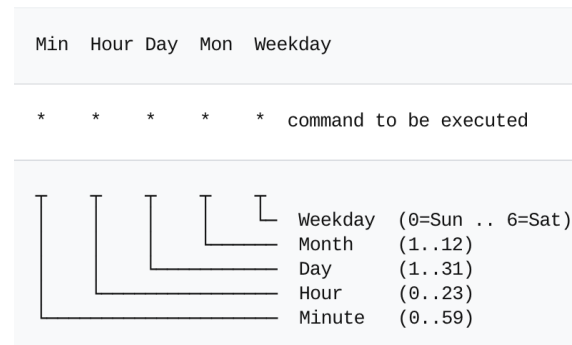 Min Hour Day Mon Weekday
* * * * * command to be executed
Weekday (0=Sun .. 6=Sat)
Month (1..12)
Day (1..31)
Hour (0..23)
Minute (0..59)